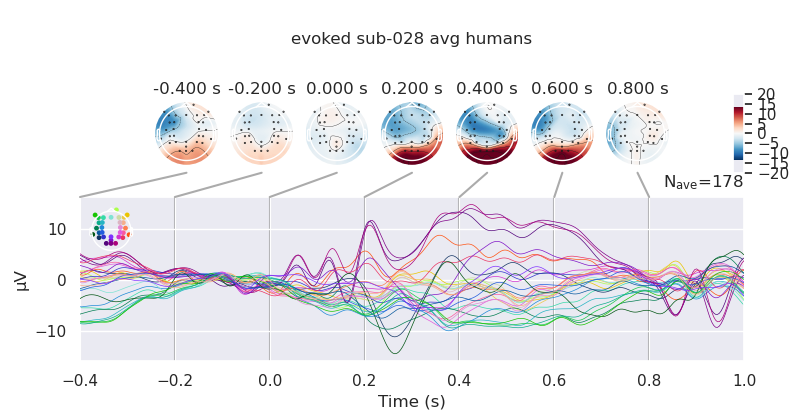 evoked sub-028 avg humans
-0.400 s -0.200 s 0.000 s 0.200 s 0.400 s 0.600 s 0.800 s
20
15
10
5
0
−5
−10
−15
−20
Nave=178
10
0
−10
µV
−0.4 −0.2 0.0 0.2 0.4 0.6 0.8 1.0
Time (s)